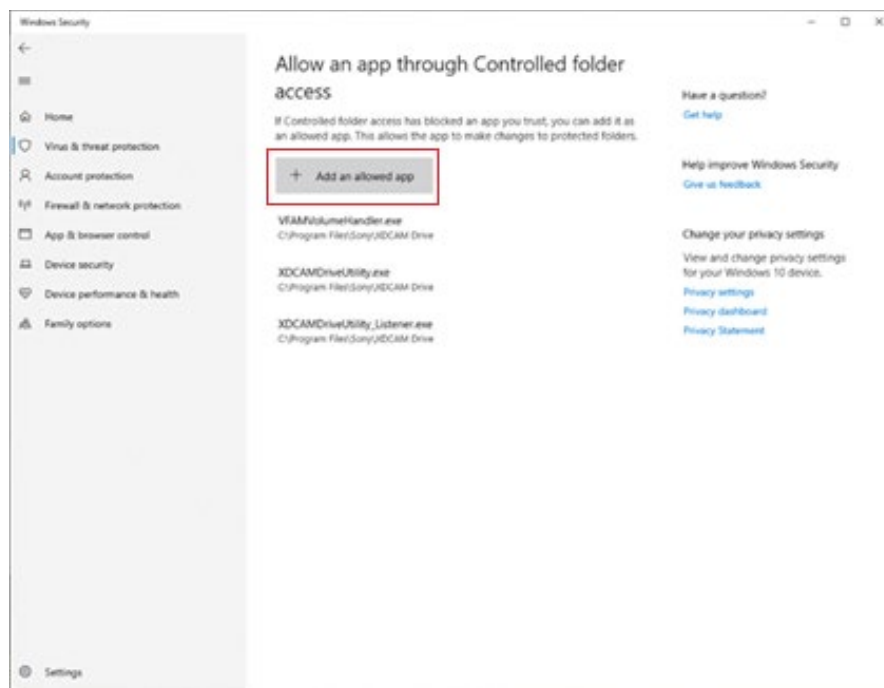 Windows Security
Home
Virus & threat protection
Account protection
Firewall & network protection
App & browser control
Device security
Device performance & health
Family options
Settings
Allow an app through Controlled folder
access
If Controlled folder access has blocked an app you trust, you can add it as
an allowed app. This allows the app to make changes to protected folders.
+ Add an allowed app
VFAMVolumeHandler.exe
C:\Program Files\Sony\XDCAM Drive
XDCAMDriveUtility.exe
C:\Program Files\Sony\XDCAM Drive
XDCAMDriveUtility_Listener.exe
C:\Program Files\Sony\XDCAM Drive
Have a question?
Get help
Help improve Windows Security
Give us feedback
Change your privacy settings
View and change privacy settings
for your Windows 10 device.
Privacy settings
Privacy dashboard
Privacy Statement